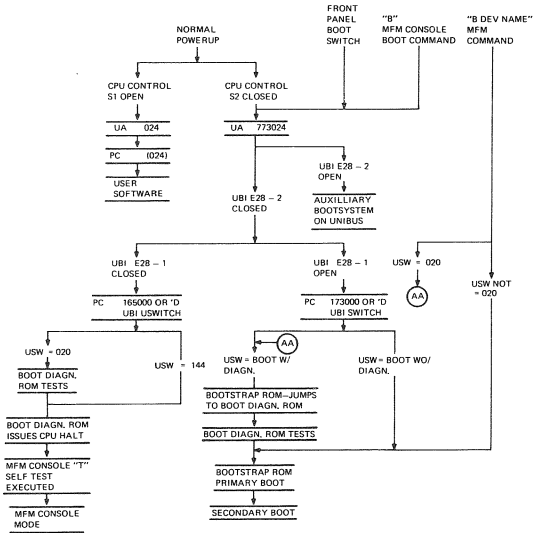 NORMAL
POWERUP
FRONT
PANEL
BOOT
SWITCH
"B"
MFM CONSOLE
BOOT COMMAND
"B DEV NAME"
MFM
COMMAND
CPU CONTROL
S1 OPEN
CPU CONTROL
S2 CLOSED
UA 024
UA 773024
PC (024)
USER
SOFTWARE
UBI E28 – 2
OPEN
UBI E28 – 2
CLOSED
AUXILLIARY
BOOTSYSTEM
ON UNIBUS
UBI E28 – 1
CLOSED
UBI E28 – 1
OPEN
USW = 020
AA
USW NOT
= 020
PC 165000 OR 'D
UBI USWITCH
PC 173000 OR 'D
UBI SWITCH
USW = 020
USW = 144
AA
USW = BOOT W/
DIAGN.
USW = BOOT WO/
DIAGN.
BOOT DIAGN.
ROM TESTS
BOOTSTRAP ROM–JUMPS
TO BOOT DIAGN. ROM
BOOT DIAGN. ROM
ISSUES CPU HALT
BOOT DIAGN. ROM TESTS
MFM CONSOLE "T"
SELF TEST
EXECUTED
BOOTSTRAP ROM
PRIMARY BOOT
MFM CONSOLE
MODE
SECONDARY BOOT